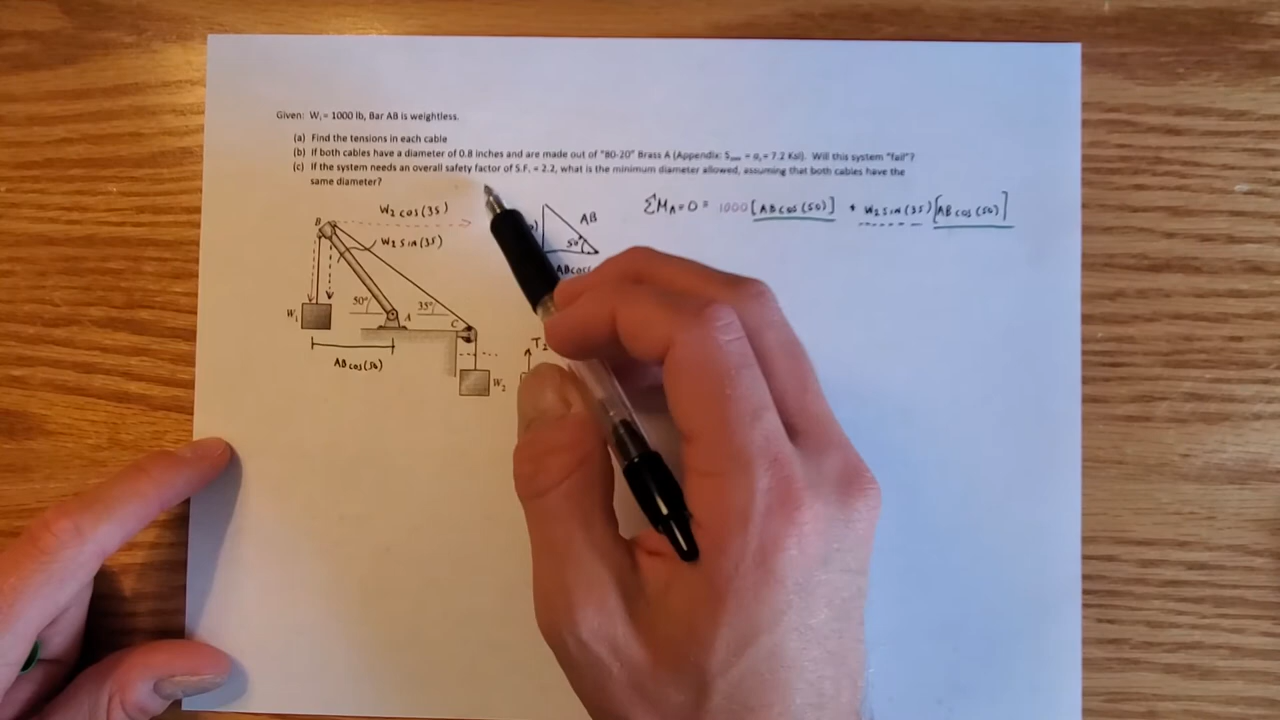 Given: W₁ = 1000 lb, Bar AB is weightless.
(a) Find the tensions in each cable
(b) If both cables have a diameter of 0.8 inches and are made out of "80-20" Brass A (Appendix: = 7.2 Ksi). Will this system "fail"?
(c) If the system needs an overall safety factor of S.F. = 2.2, what is the minimum diameter allowed, assuming that both cables have the
same diameter?
W₂ cos(35)
B
W₂ sin(35)
50°
35°
A
C
W₁
AB cos(50)
W₂
AB
50°
ABcos(
T₂
ΣM_A=0= 1000[ABcos(50)] + W₂ sin(35)[AB cos(50)]